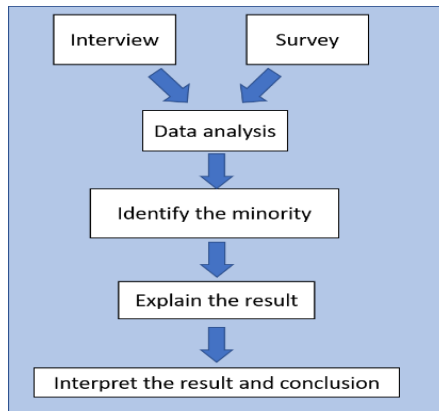 Interview
Survey
Data analysis
Identify the minority
Explain the result
Interpret the result and conclusion